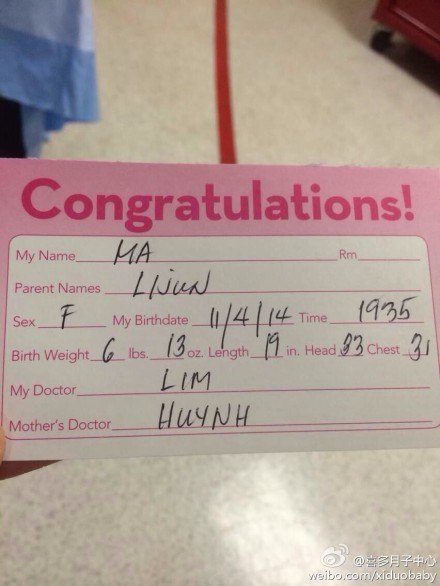 Congratulations!
My Name MA Rm
Parent Names LIJUN
Sex F My Birthdate 11/4/14 Time 1935
Birth Weight 6 lbs. 13 oz. Length 19 in. Head 33 Chest 31
My Doctor LIM
Mother's Doctor HUYNH
@喜多月子中心
weibo.com/xiduobaby